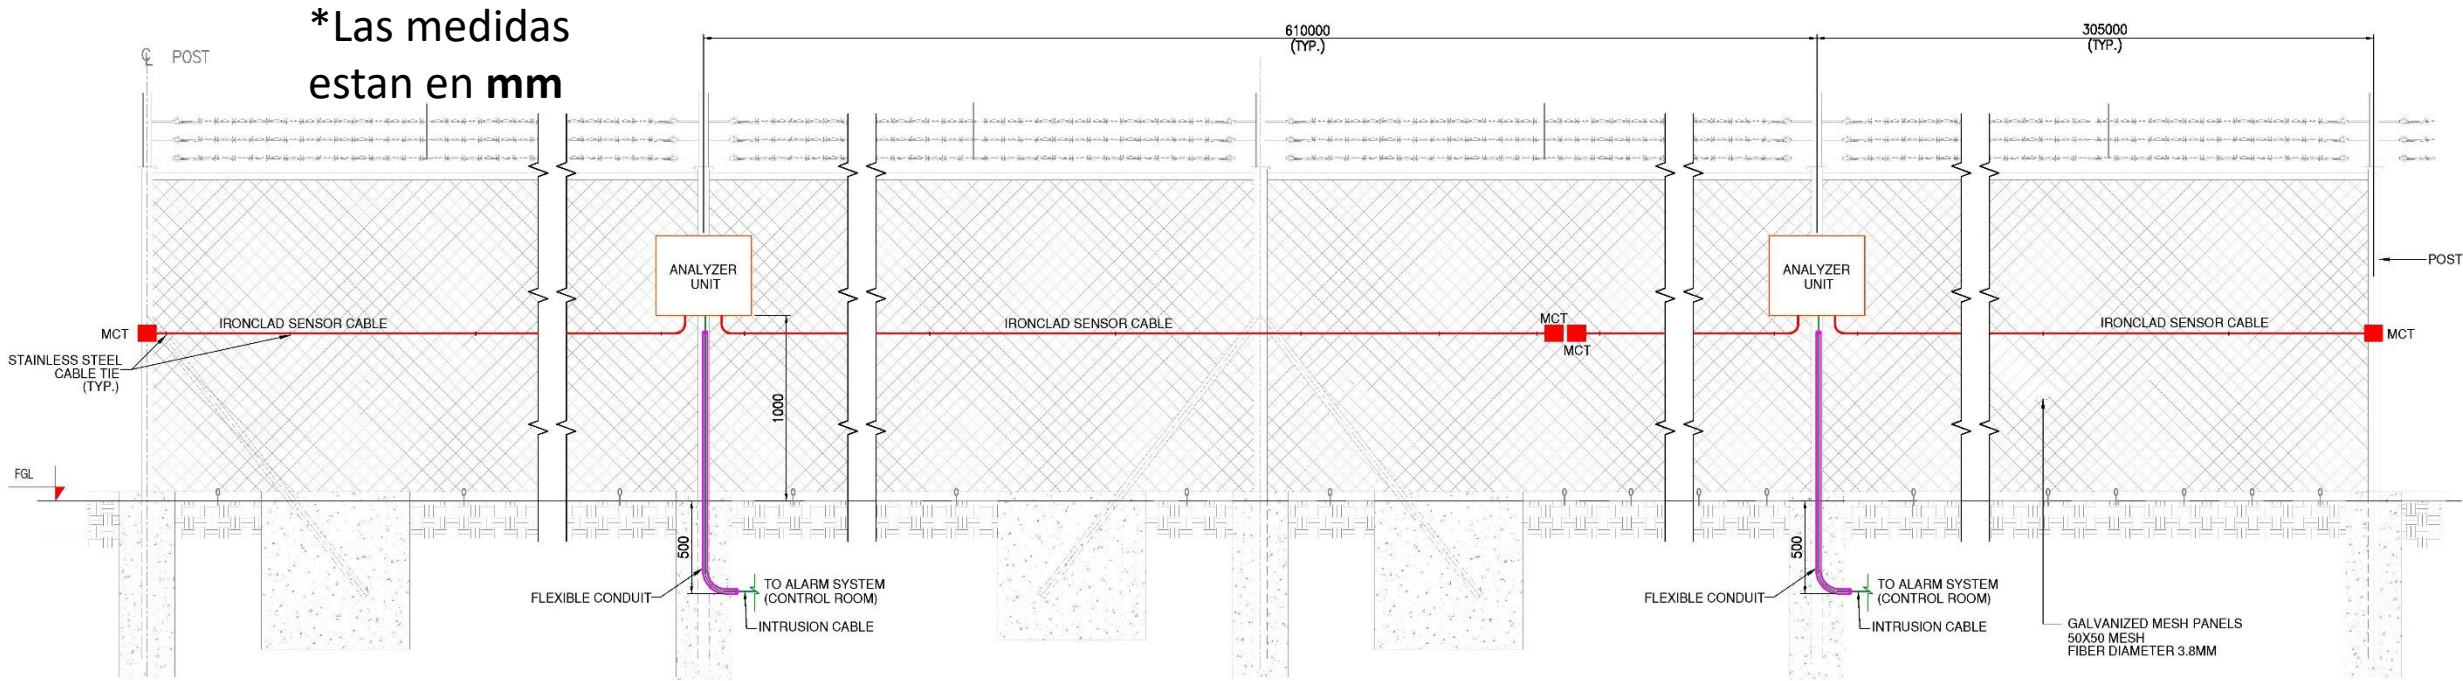 *Las medidas
estan en mm
℄ POST
610000
(TYP.)
305000
(TYP.)
ANALYZER
UNIT
ANALYZER
UNIT
POST
MCT
IRONCLAD SENSOR CABLE
IRONCLAD SENSOR CABLE
MCT
MCT
IRONCLAD SENSOR CABLE
MCT
STAINLESS STEEL
CABLE TIE
(TYP.)
1000
FGL
500
500
FLEXIBLE CONDUIT
TO ALARM SYSTEM
(CONTROL ROOM)
INTRUSION CABLE
FLEXIBLE CONDUIT
TO ALARM SYSTEM
(CONTROL ROOM)
INTRUSION CABLE
GALVANIZED MESH PANELS
50X50 MESH
FIBER DIAMETER 3.8MM